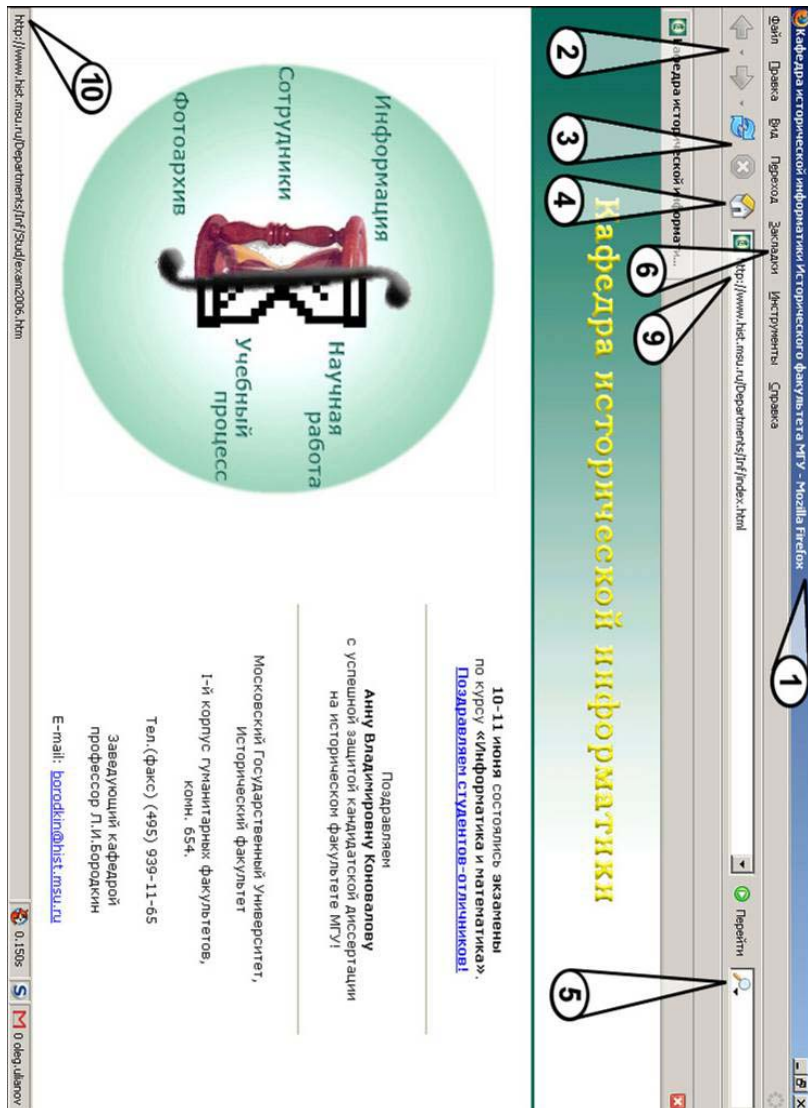 Кафедра исторической информатики Исторического факультета МГУ - Mozilla Firefox
1
Файл Правка Вид Переход Закладки Инструменты Справка
http://www.hist.msu.ru/Departments/Inf/index.html
Перейти
Кафедра исторической информати...
2
3
4
6
9
5
Кафедра исторической информатики
Информация
Сотрудники
Фотоархив
Научная
работа
Учебный
процесс
10-11 июня состоялись экзамены
по курсу «Информатика и математика».
Поздравляем студентов-отличников!
Поздравляем
Анну Владимировну Коновалову
с успешной защитой кандидатской диссертации
на историческом факультете МГУ!
Московский Государственный Университет,
Исторический факультет
I-й корпус гуманитарных факультетов,
комн. 654.
Тел.(факс) (495) 939-11-65
Заведующий кафедрой
профессор Л.И.Бородкин
E-mail: borodkin@hist.msu.ru
10
http://www.hist.msu.ru/Departments/Inf/Stud/exam2006.htm
0.150s
S
0 oleg.ulianov